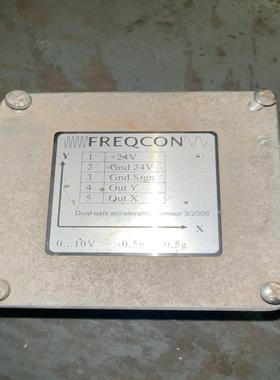 FREQCON
Y
1 +24V
2 Gnd 24V
3 Gnd Sign
4 Out Y
5 Out X
Dual-axis acceleration sensor 3/2006
X
0...10V -0,5g 0,5g